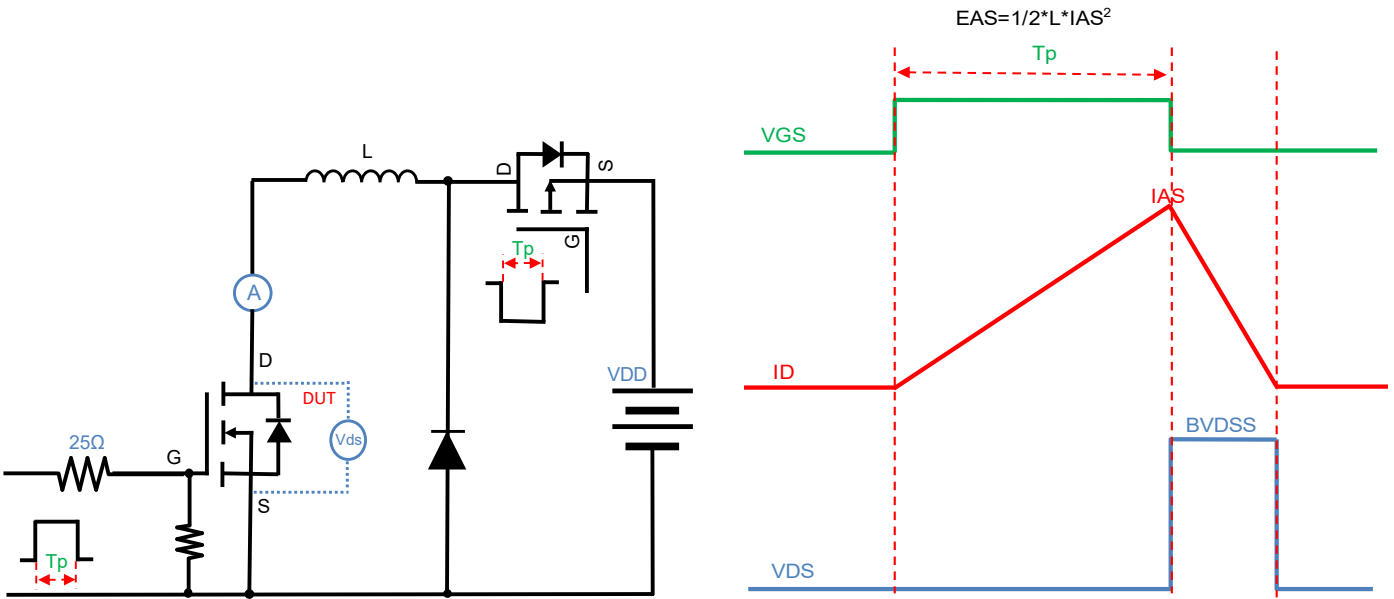 EAS=1/2*L*IAS²
Tp
VGS
IAS
ID
BVDSS
VDS
L
D
S
G
Tp
A
D
DUT
Vds
VDD
25Ω
G
S
Tp